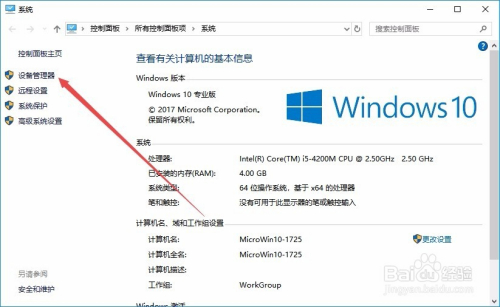 系统
控制面板
所有控制面板项
系统
搜索控制面板
控制面板主页
设备管理器
远程设置
系统保护
高级系统设置
查看有关计算机的基本信息
Windows 版本
Windows 10 专业版
© 2017 Microsoft Corporation。
保留所有权利。
Windows 10
系统
处理器: Intel(R) Core(TM) i5-4200M CPU @ 2.50GHz 2.50 GHz
已安装的内存(RAM): 4.00 GB
系统类型: 64 位操作系统，基于 x64 的处理器
笔和触控: 没有可用于此显示器的笔或触控输入
计算机名、域和工作组设置
计算机名: MicroWin10-1725
更改设置
计算机全名: MicroWin10-1725
计算机描述:
工作组: WorkGroup
Windows 激活
另请参阅
安全和维护
Baidu 经验
jingyan.baidu.com